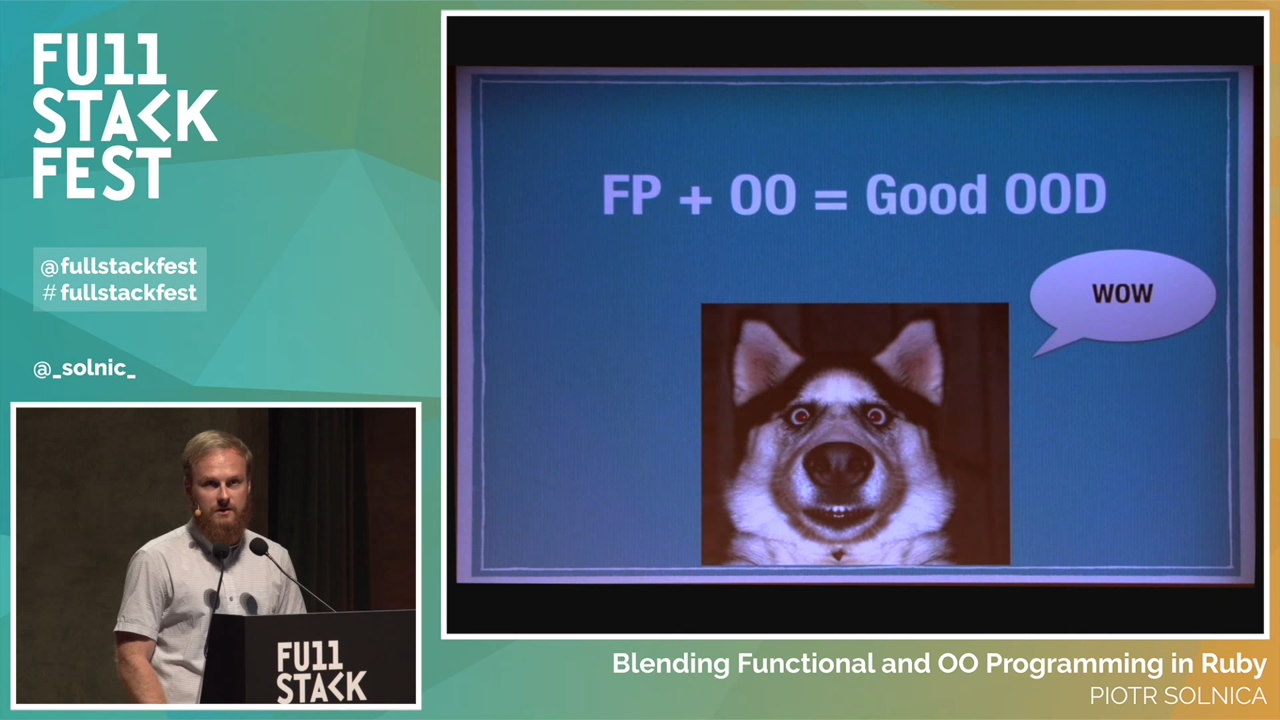 FU11
STACK
FEST
@fullstackfest
# fullstackfest
@_solnic_
FU11
STACK
FP + OO = Good OOD
WOW
Blending Functional and OO Programming in Ruby
PIOTR SOLNICA